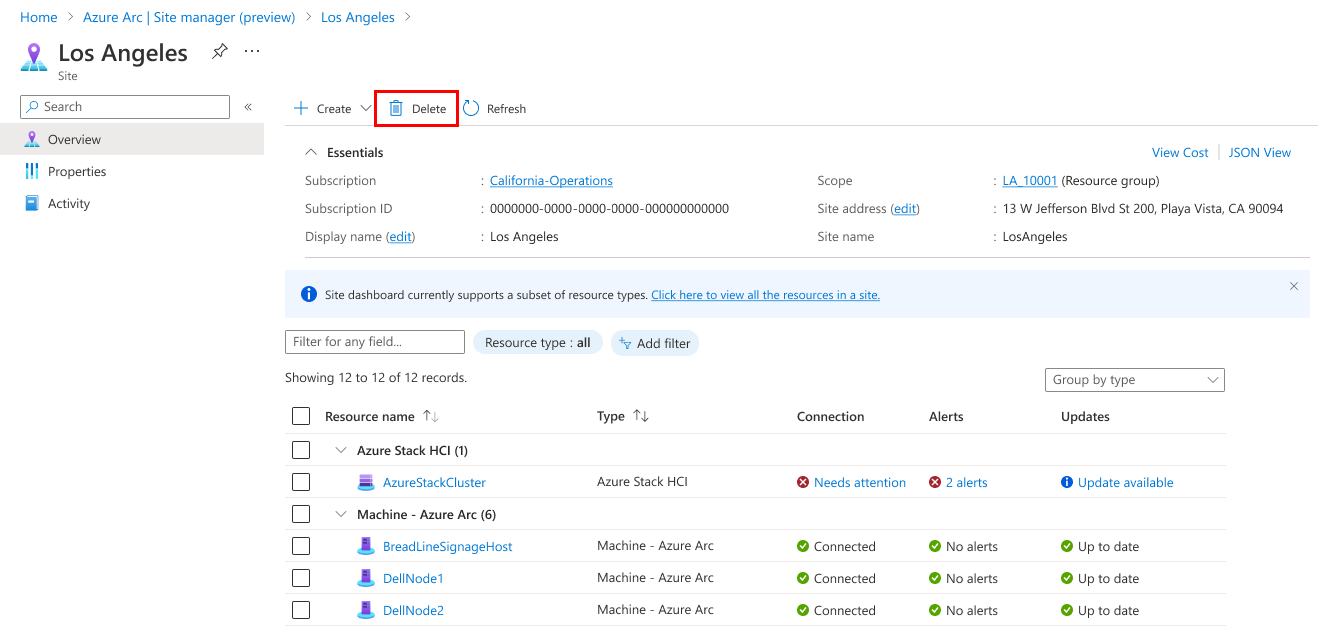 Home > Azure Arc | Site manager (preview) > Los Angeles >
Los Angeles ...
Site
Search «
Overview
Properties
Activity
Create Delete Refresh
Essentials View Cost | JSON View
Subscription : California-Operations
Scope : LA_10001 (Resource group)
Subscription ID : 0000000-0000-0000-0000-000000000000
Site address (edit) : 13 W Jefferson Blvd St 200, Playa Vista, CA 90094
Display name (edit) : Los Angeles
Site name : LosAngeles
Site dashboard currently supports a subset of resource types. Click here to view all the resources in a site.
Filter for any field... Resource type : all Add filter
Showing 12 to 12 of 12 records.
Group by type
Resource name Type Connection Alerts Updates
Azure Stack HCI (1)
AzureStackCluster Azure Stack HCI Needs attention 2 alerts Update available
Machine - Azure Arc (6)
BreadLineSignageHost Machine - Azure Arc Connected No alerts Up to date
DellNode1 Machine - Azure Arc Connected No alerts Up to date
DellNode2 Machine - Azure Arc Connected No alerts Up to date